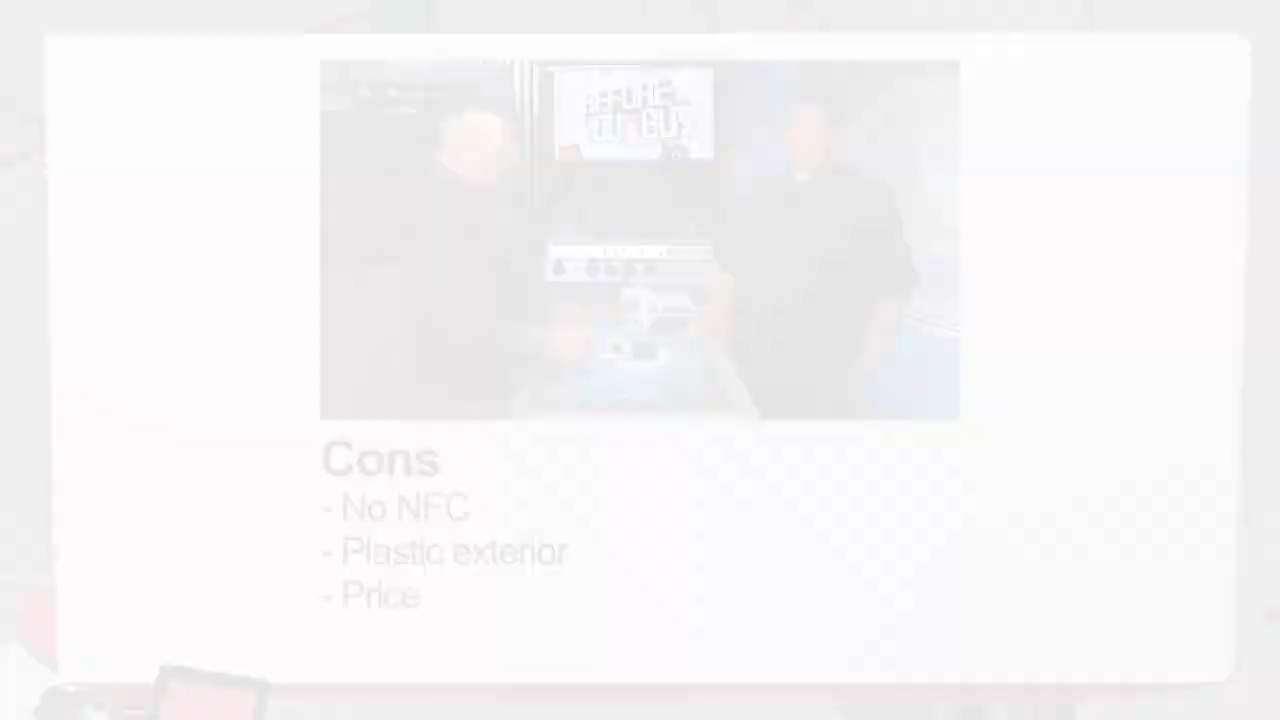 BEFORE
YOU BUY
Cons
- No NFC
- Plastic exterior
- Price